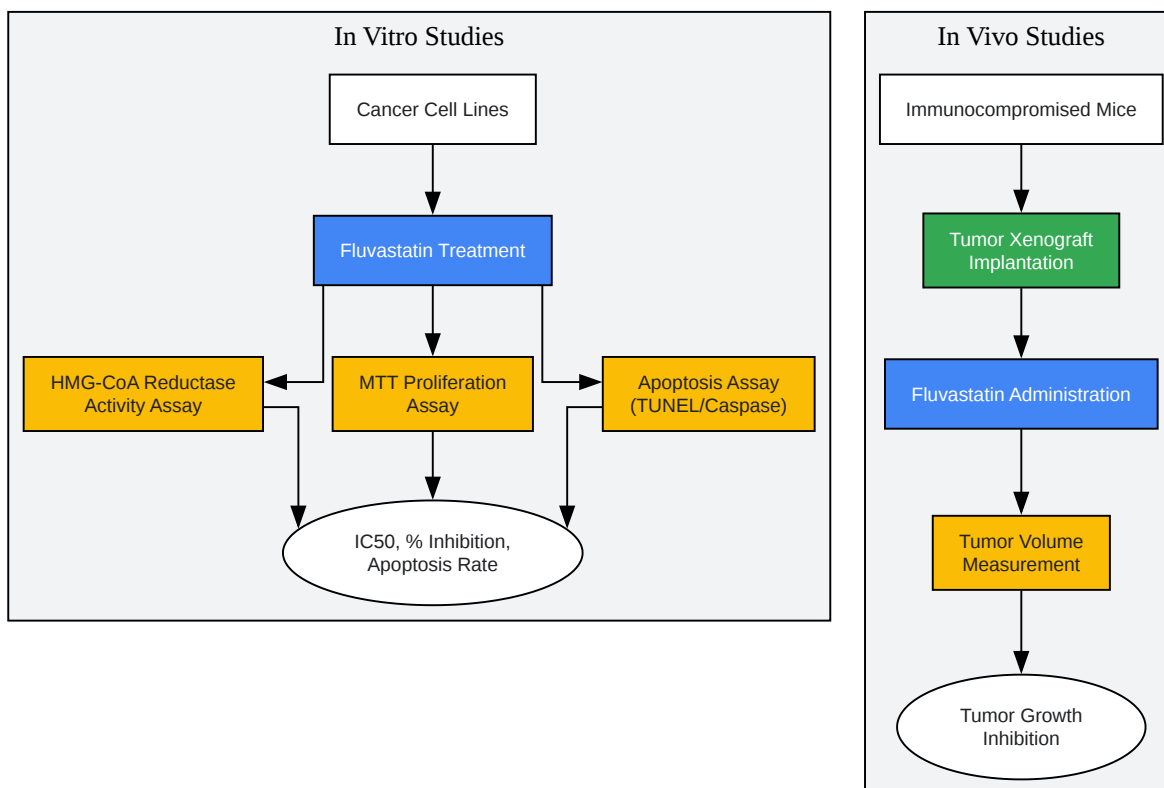 In Vitro Studies
Cancer Cell Lines
Fluvastatin Treatment
HMG-CoA Reductase
Activity Assay
MTT Proliferation
Assay
Apoptosis Assay
(TUNEL/Caspase)
IC50, % Inhibition,
Apoptosis Rate
In Vivo Studies
Immunocompromised Mice
Tumor Xenograft
Implantation
Fluvastatin Administration
Tumor Volume
Measurement
Tumor Growth
Inhibition